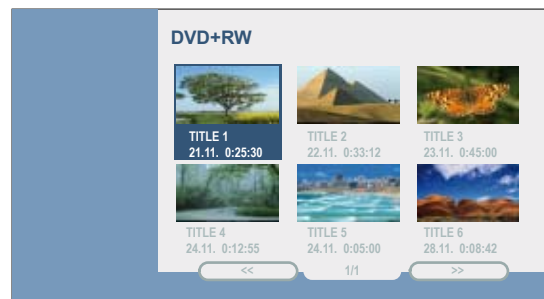 DVD+RW
TITLE 1 TITLE 2 TITLE 3
21.11. 0:25:30 22.11. 0:33:12 23.11. 0:45:00
TITLE 4 TITLE 5 TITLE 6
24.11. 0:12:55 24.11. 0:05:00 28.11. 0:08:42
<< 1/1 >>